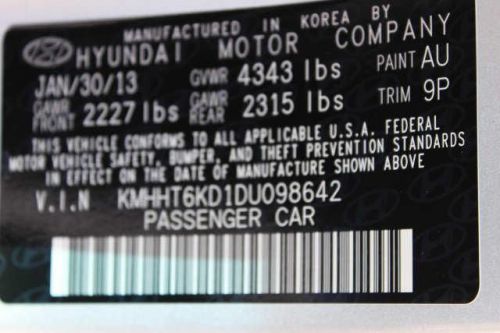 MANUFACTURED IN KOREA BY
HYUNDAI MOTOR COMPANY
JAN/30/13 GVWR 4343 lbs PAINT AU
GAWR FRONT 2227 lbs GAWR REAR 2315 lbs TRIM 9P
THIS VEHICLE CONFORMS TO ALL APPLICABLE U.S.A. FEDERAL
MOTOR VEHICLE SAFETY, BUMPER, AND THEFT PREVENTION STANDARDS
IN EFFECT ON THE DATE OF MANUFACTURE SHOWN ABOVE
V.I.N KMHHT6KD1DU098642
PASSENGER CAR